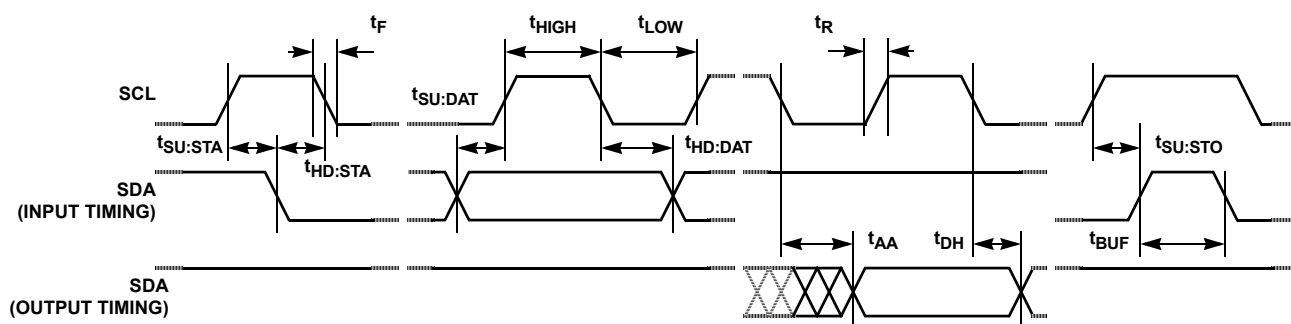 tF
tHIGH
tLOW
tR
SCL
tSU:DAT
tSU:STA
tHD:STA
tHD:DAT
tSU:STO
SDA
(INPUT TIMING)
tAA
tDH
tBUF
SDA
(OUTPUT TIMING)